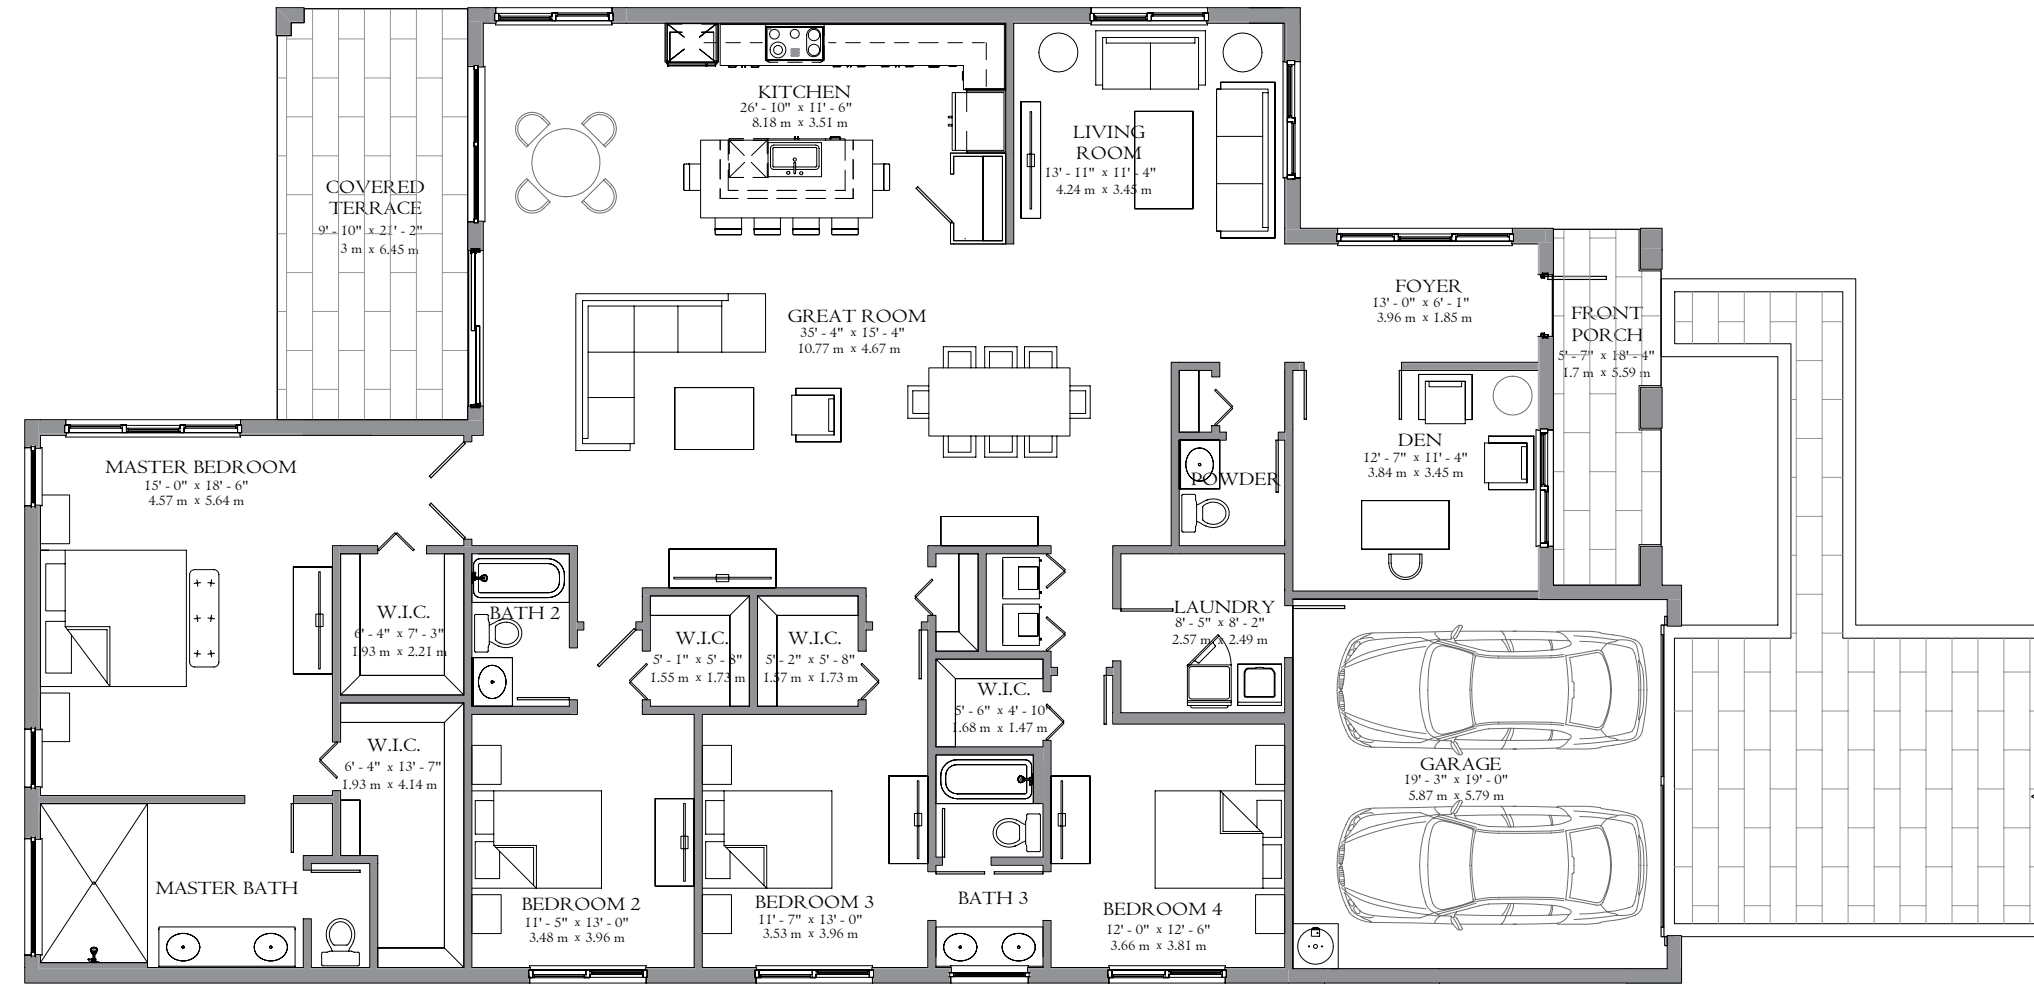 KITCHEN
26' - 10" x 11' - 6"
8.18 m x 3.51 m
LIVING
ROOM
13' - 11" x 11' - 4"
4.24 m x 3.45 m
COVERED
TERRACE
9' - 10" x 21' - 2"
3 m x 6.45 m
GREAT ROOM
35' - 4" x 15' - 4"
10.77 m x 4.67 m
FOYER
13' - 0" x 6' - 1"
3.96 m x 1.85 m
FRONT
PORCH
5' - 7" x 18' - 4"
1.7 m x 5.59 m
DEN
12' - 7" x 11' - 4"
3.84 m x 3.45 m
MASTER BEDROOM
15' - 0" x 18' - 6"
4.57 m x 5.64 m
POWDER
W.I.C.
6' - 4" x 7' - 3"
1.93 m x 2.21 m
BATH 2
W.I.C.
5' - 1" x 5' - 8"
1.55 m x 1.73 m
W.I.C.
5' - 2" x 5' - 8"
1.57 m x 1.73 m
LAUNDRY
8' - 5" x 8' - 2"
2.57 m x 2.49 m
W.I.C.
5' - 6" x 4' - 10"
1.68 m x 1.47 m
W.I.C.
6' - 4" x 13' - 7"
1.93 m x 4.14 m
GARAGE
19' - 3" x 19' - 0"
5.87 m x 5.79 m
MASTER BATH
BEDROOM 2
11' - 5" x 13' - 0"
3.48 m x 3.96 m
BEDROOM 3
11' - 7" x 13' - 0"
3.53 m x 3.96 m
BATH 3
BEDROOM 4
12' - 0" x 12' - 6"
3.66 m x 3.81 m